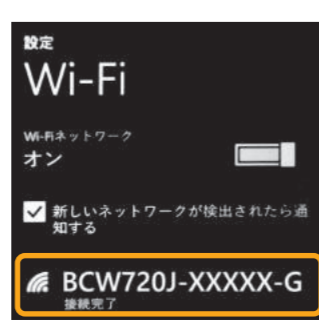 設定
Wi-Fi
Wi-Fiネットワーク
オン
新しいネットワークが検出されたら通
知する
BCW720J-XXXXX-G
接続完了